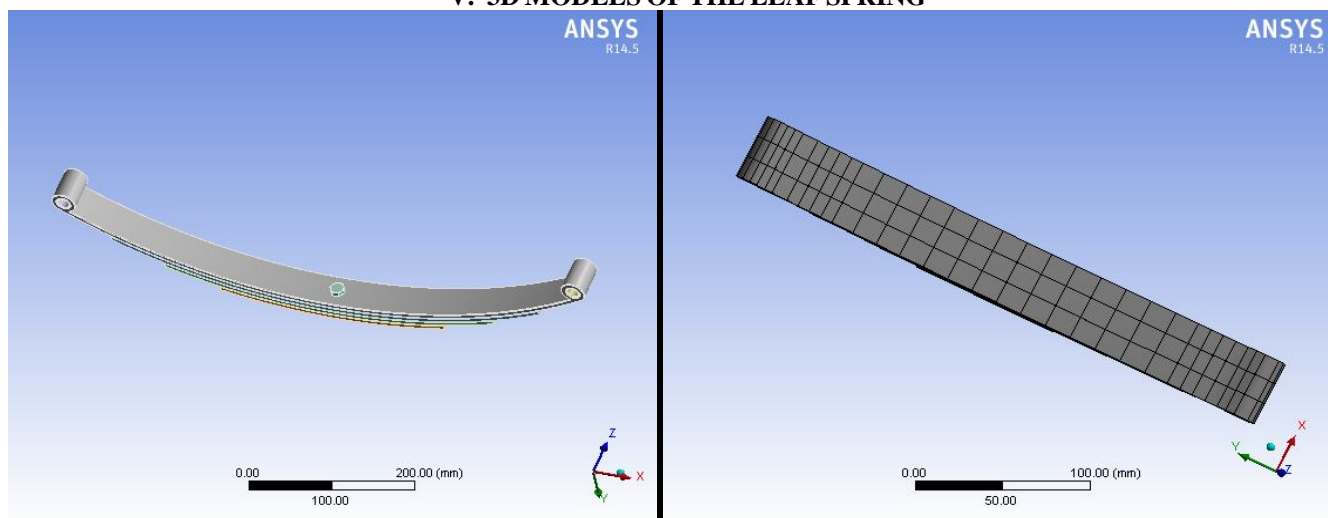 V. 3D MODELS OF THE LEAF SPRING
ANSYS
R14.5
Z
X
Y
0.00
200.00 (mm)
100.00
ANSYS
R14.5
X
Y
Z
0.00
100.00 (mm)
50.00